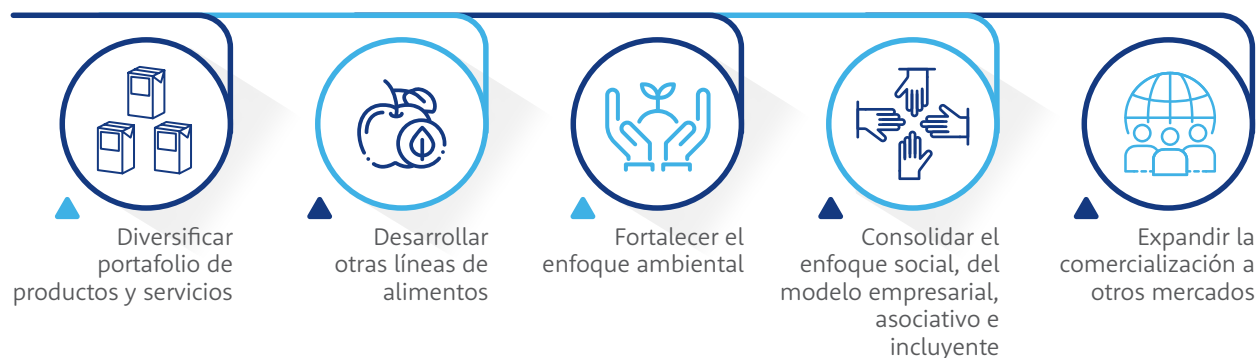 Diversificar
portafolio de
productos y servicios
Desarrollar
otras líneas de
alimentos
Fortalecer el
enfoque ambiental
Consolidar el
enfoque social, del
modelo empresarial,
asociativo e
incluyente
Expandir la
comercialización a
otros mercados